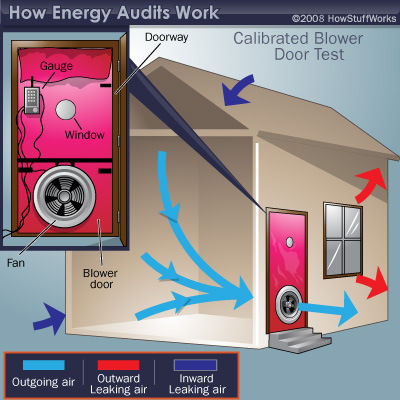 How Energy Audits Work
©2008 HowStuffWorks
Calibrated Blower
Door Test
Doorway
Gauge
Window
Fan
Blower
door
Outgoing air
Outward
Leaking air
Inward
Leaking air